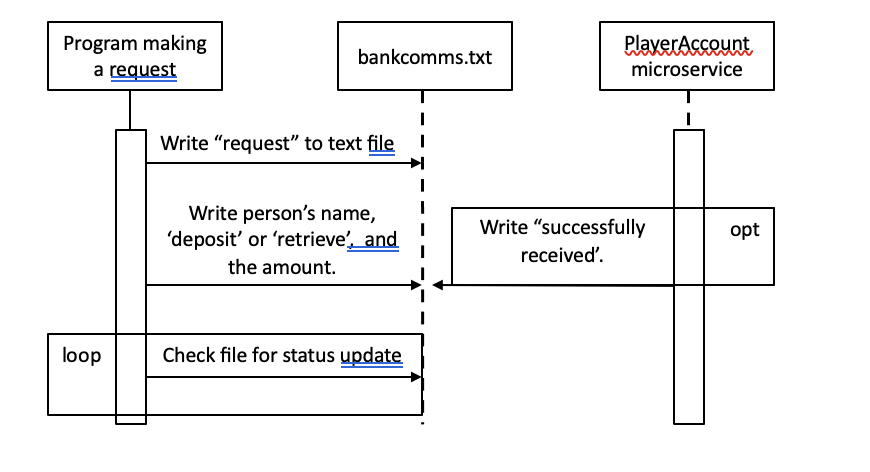 Program making
a request
bankcomms.txt
PlayerAccount
microservice
Write “request” to text file
Write person’s name,
‘deposit’ or ‘retrieve’, and
the amount.
Write “successfully
received’.
opt
loop
Check file for status update